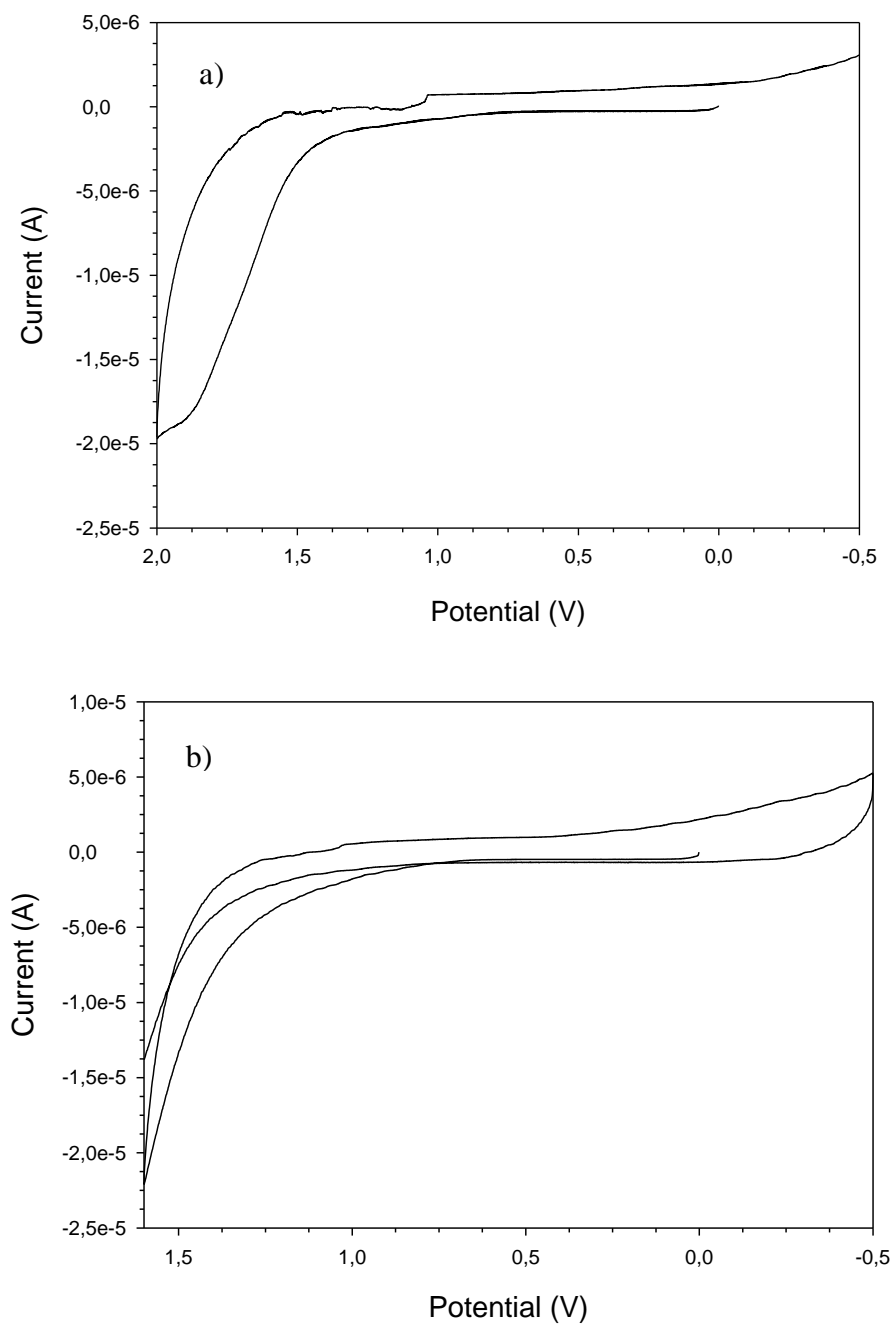 5,0e-6
a)
0,0
-5,0e-6
-1,0e-5
-1,5e-5
-2,0e-5
-2,5e-5
Current (A)
2,0 1,5 1,0 0,5 0,0 -0,5
Potential (V)
1,0e-5
b)
5,0e-6
0,0
-5,0e-6
-1,0e-5
-1,5e-5
-2,0e-5
-2,5e-5
Current (A)
1,5 1,0 0,5 0,0 -0,5
Potential (V)